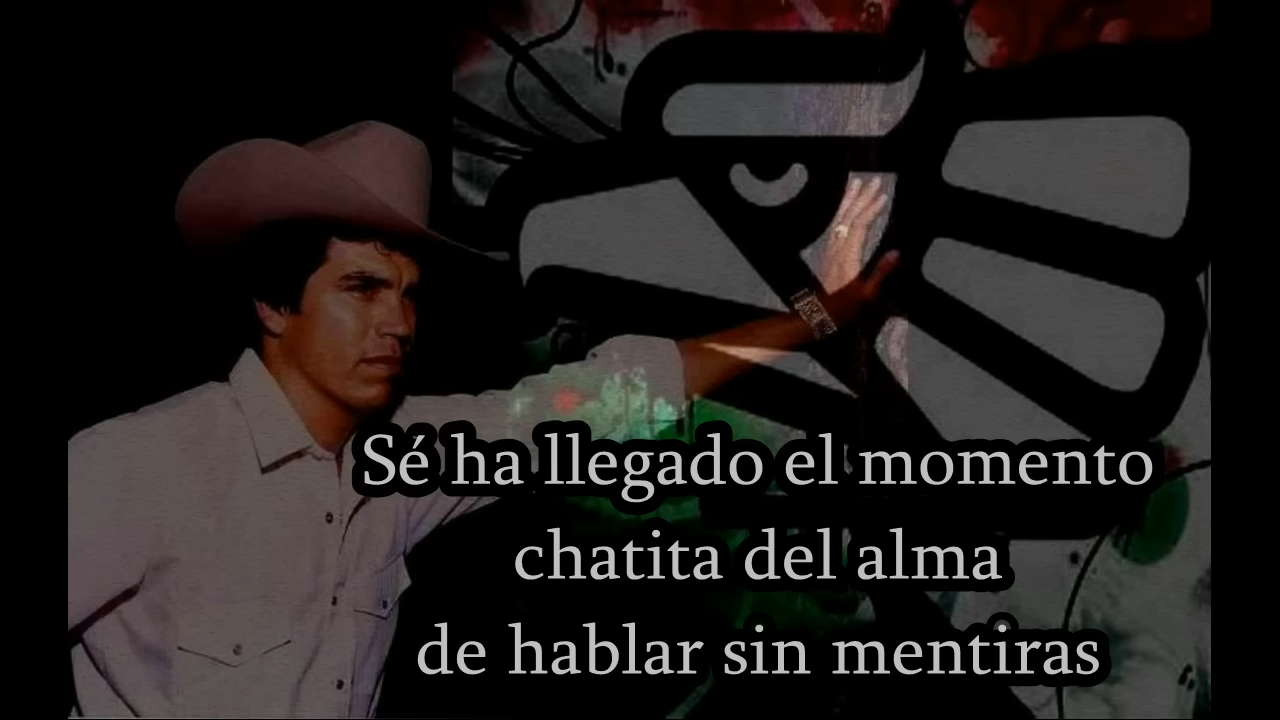 Sé ha llegado el momento
chatita del alma
de hablar sin mentiras